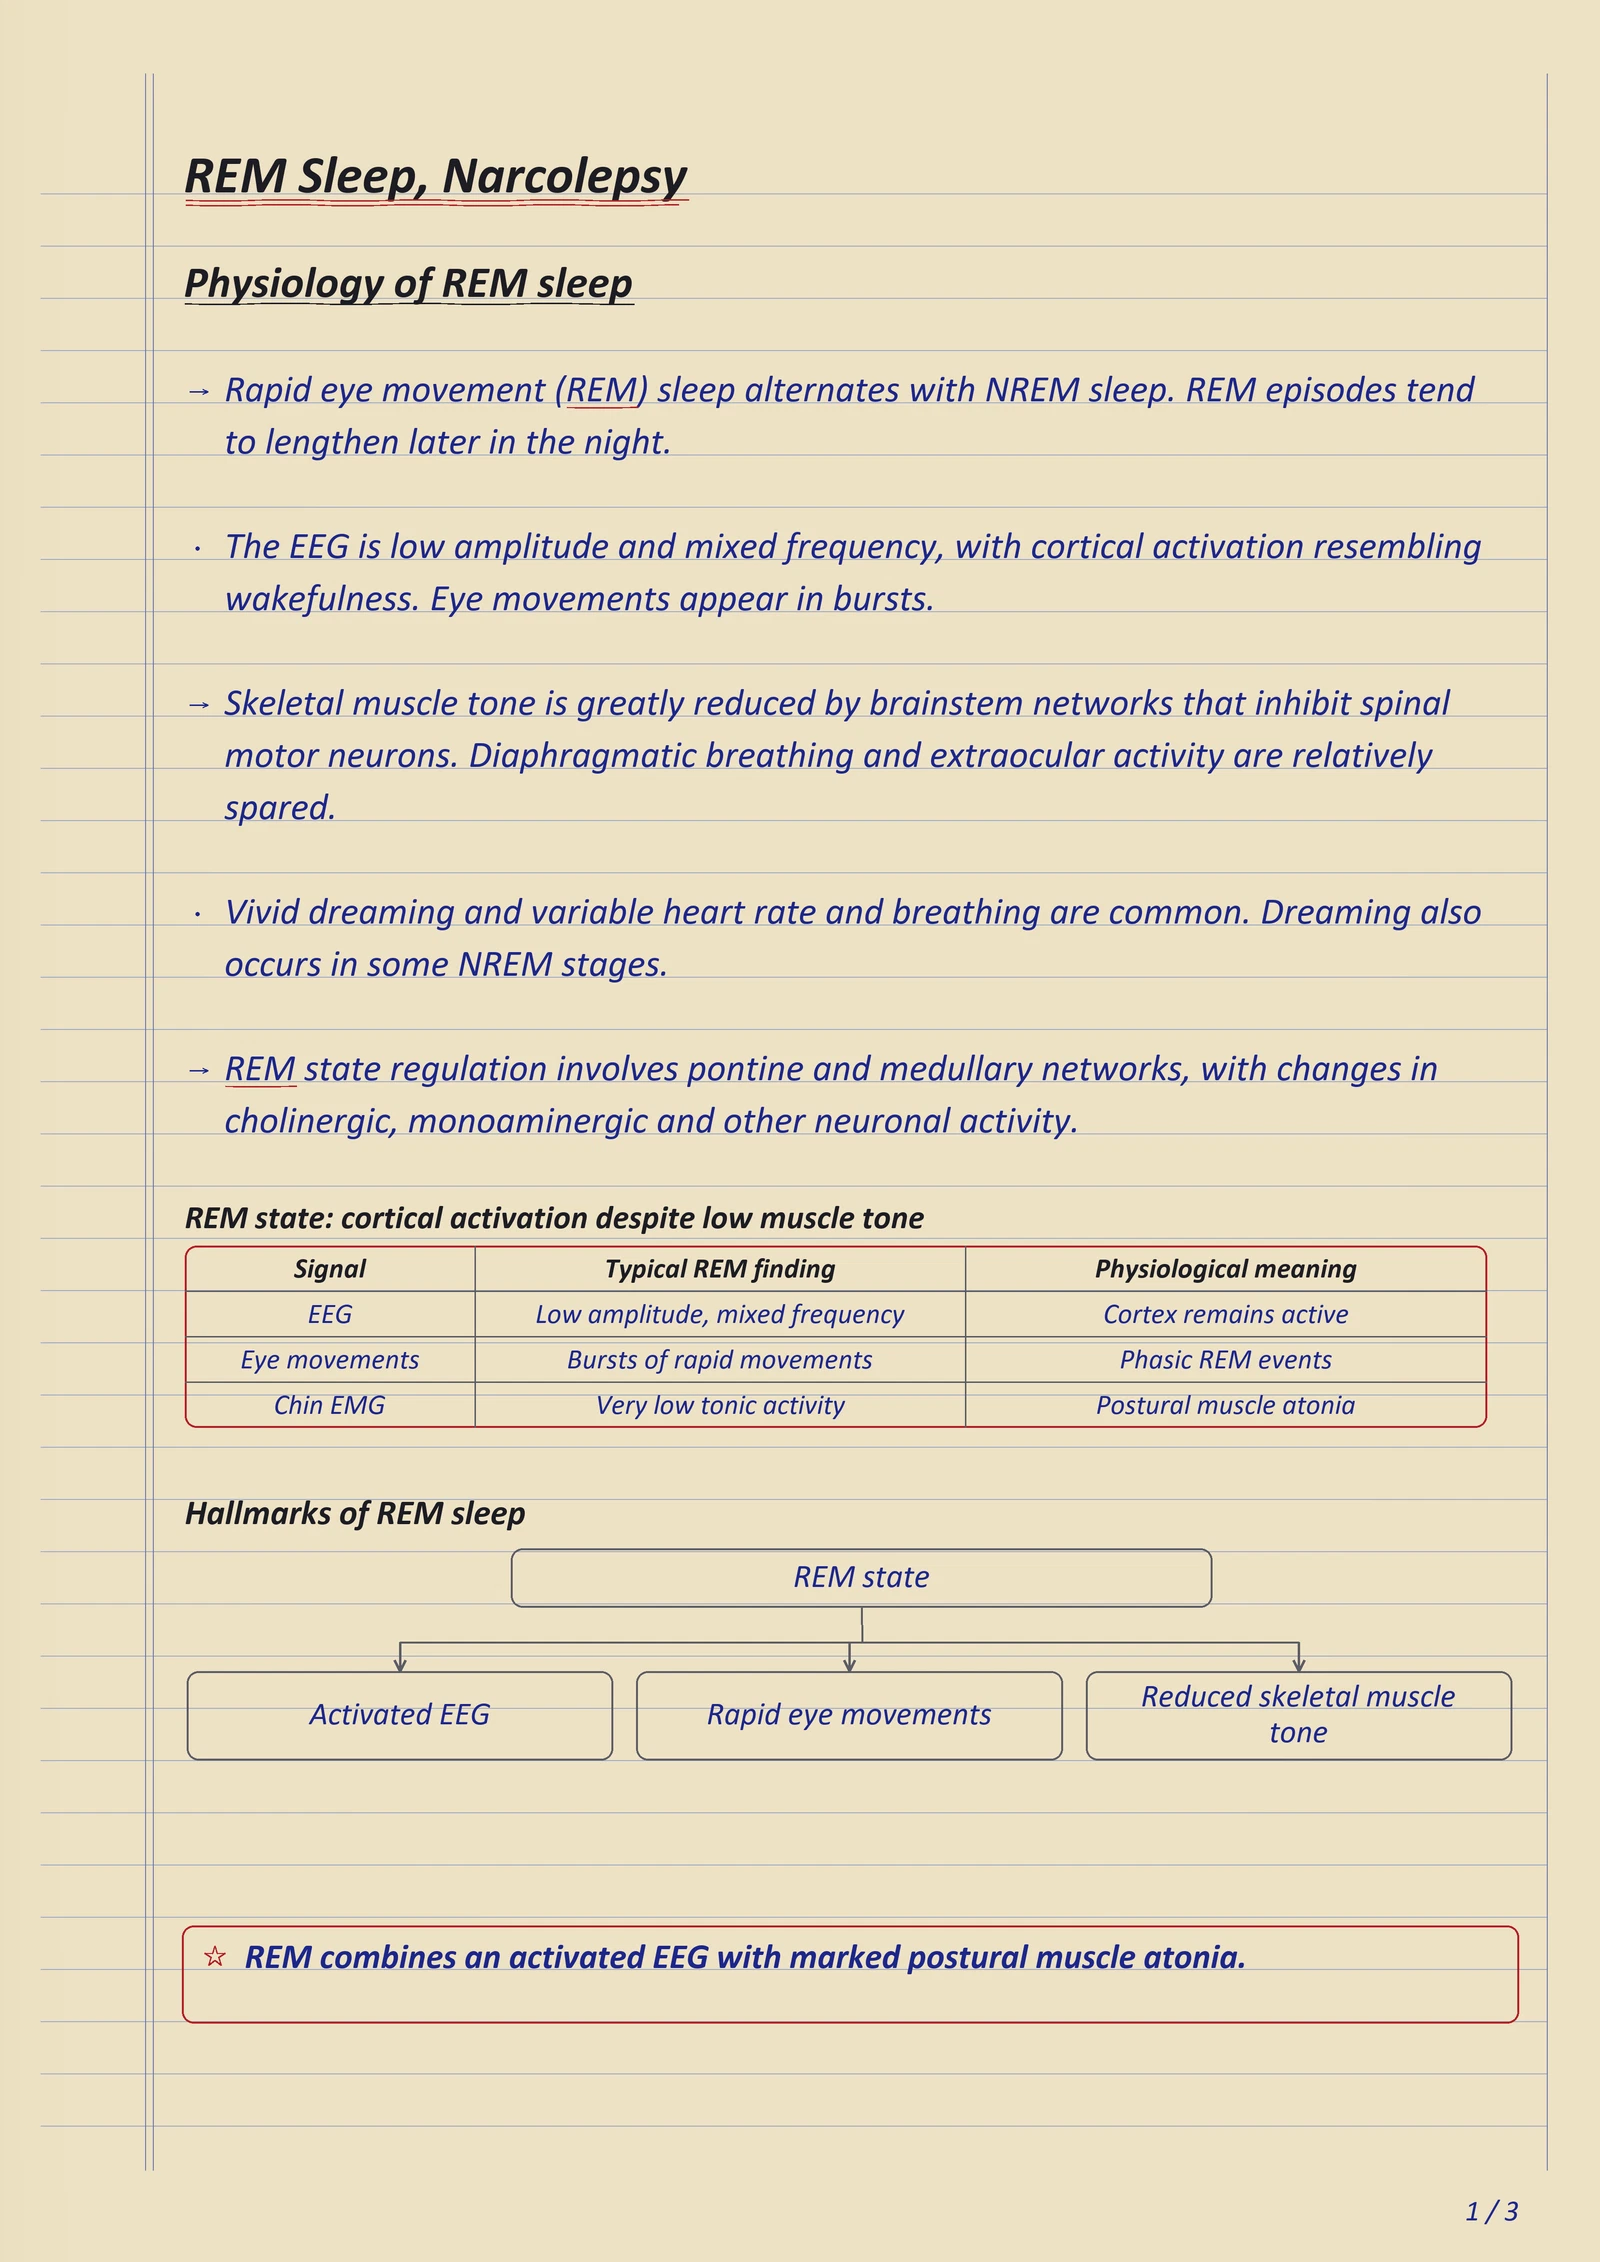 REM Sleep, Narcolepsy
Physiology of REM sleep
→ Rapid eye movement (REM) sleep alternates with NREM sleep. REM episodes tend
to lengthen later in the night.
· The EEG is low amplitude and mixed frequency, with cortical activation resembling
wakefulness. Eye movements appear in bursts.
→ Skeletal muscle tone is greatly reduced by brainstem networks that inhibit spinal
motor neurons. Diaphragmatic breathing and extraocular activity are relatively
spared.
· Vivid dreaming and variable heart rate and breathing are common. Dreaming also
occurs in some NREM stages.
→ REM state regulation involves pontine and medullary networks, with changes in
cholinergic, monoaminergic and other neuronal activity.
REM state: cortical activation despite low muscle tone
Signal Typical REM finding Physiological meaning
EEG Low amplitude, mixed frequency Cortex remains active
Eye movements Bursts of rapid movements Phasic REM events
Chin EMG Very low tonic activity Postural muscle atonia
Hallmarks of REM sleep
REM state
Activated EEG Rapid eye movements Reduced skeletal muscle
tone
☆ REM combines an activated EEG with marked postural muscle atonia.
1 / 3